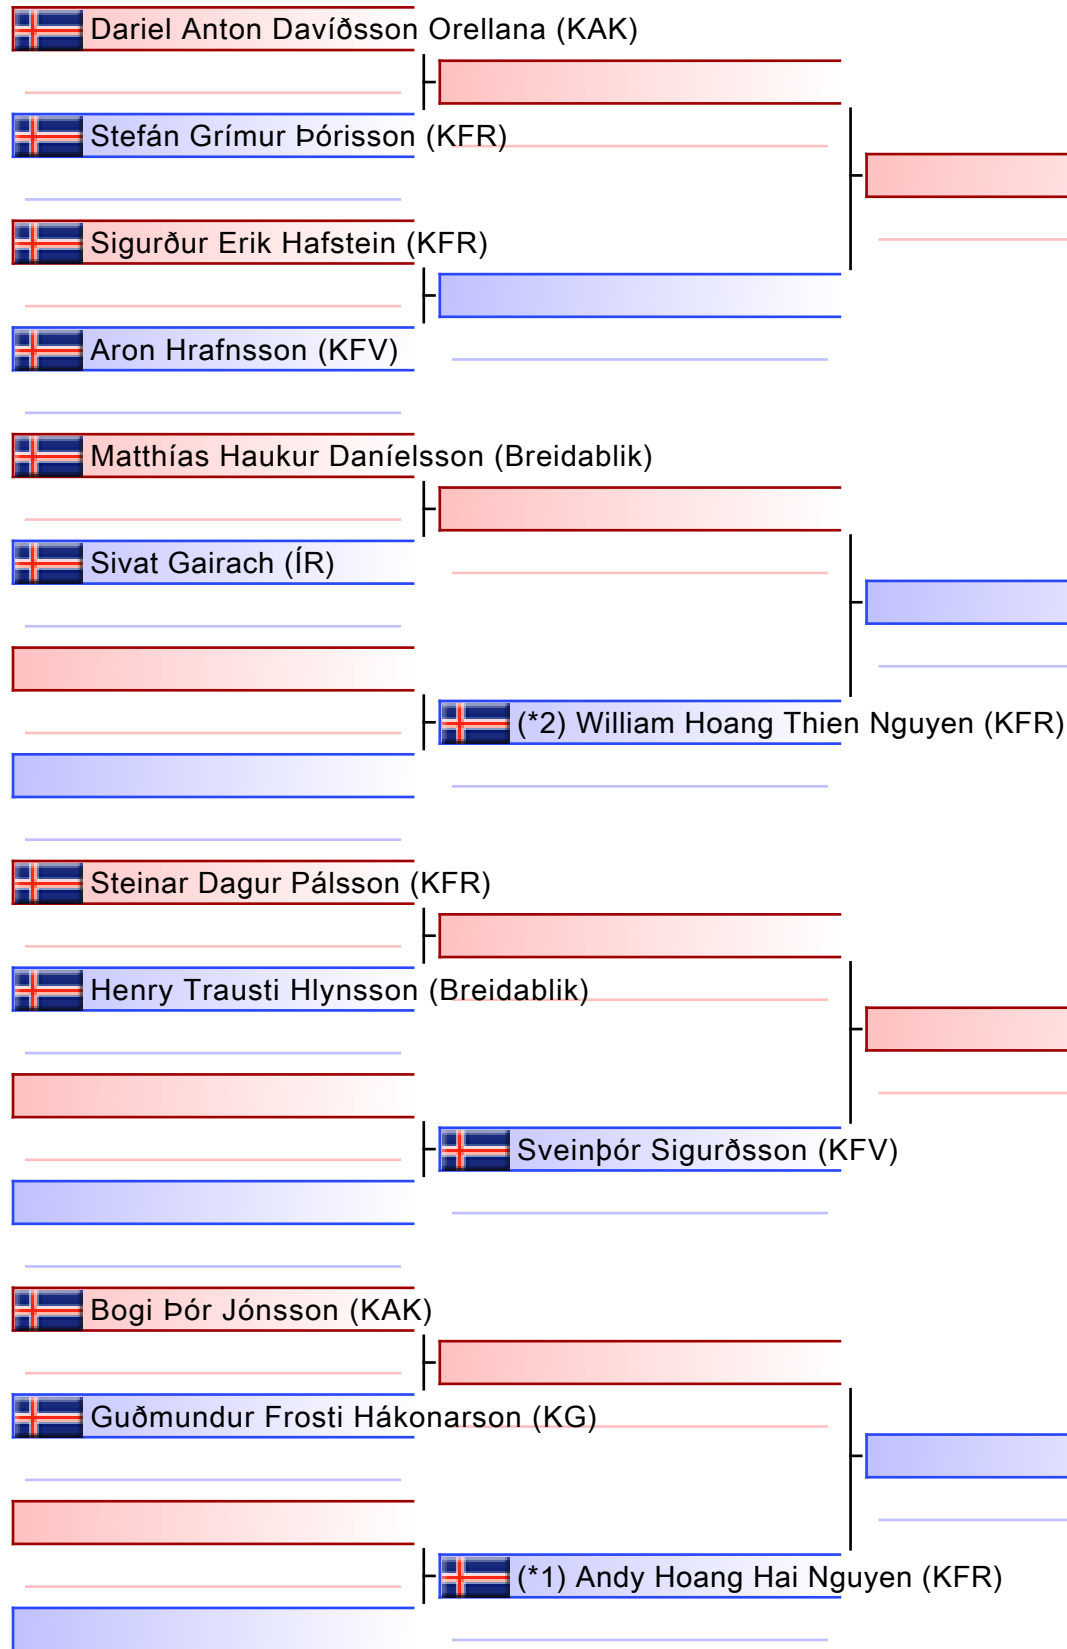 Dariel Anton Davíðsson Orellana (KAK)
Stefán Grímur Þórisson (KFR)
Sigurður Erik Hafstein (KFR)
Aron Hrafnsson (KFV)
Matthías Haukur Daníelsson (Breidablik)
Sivat Gairach (ÍR)
(*2) William Hoang Thien Nguyen (KFR)
Steinar Dagur Pálsson (KFR)
Henry Trausti Hlynsson (Breidablik)
Sveinþór Sigurðsson (KFV)
Bogi Þór Jónsson (KAK)
Guðmundur Frosti Hákonarson (KG)
(*1) Andy Hoang Hai Nguyen (KFR)